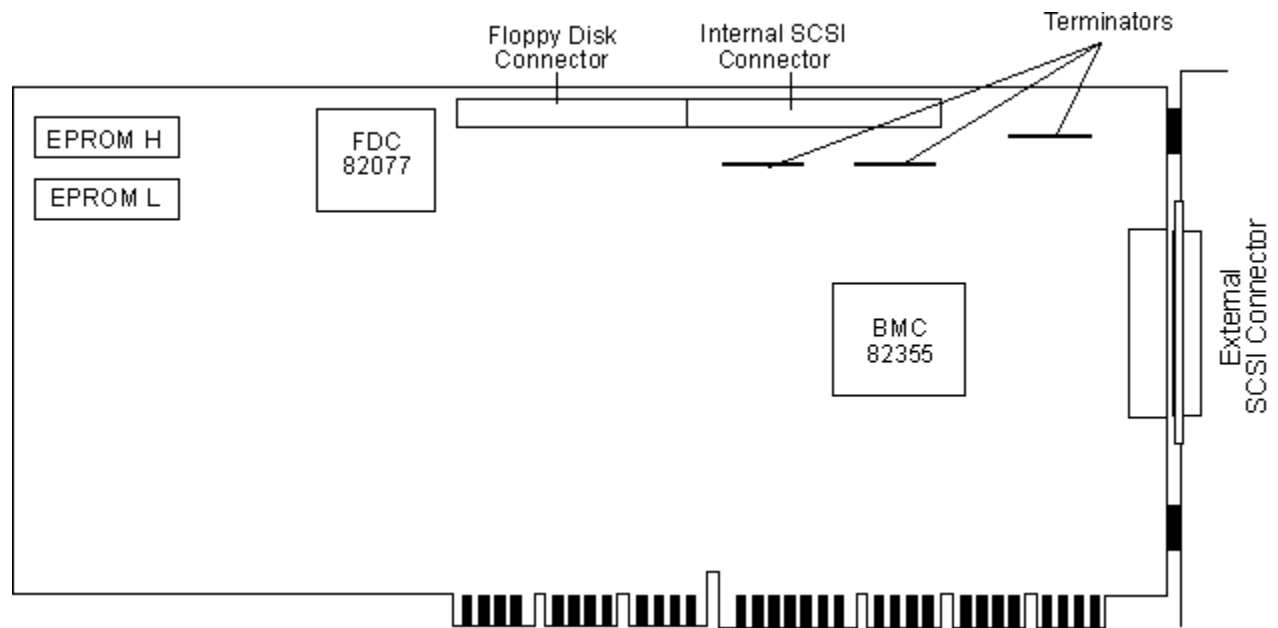 Terminators
Floppy Disk
Connector
Internal SCSI
Connector
EPROM H
EPROM L
FDC
82077
BMC
82355
External
SCSI Connector